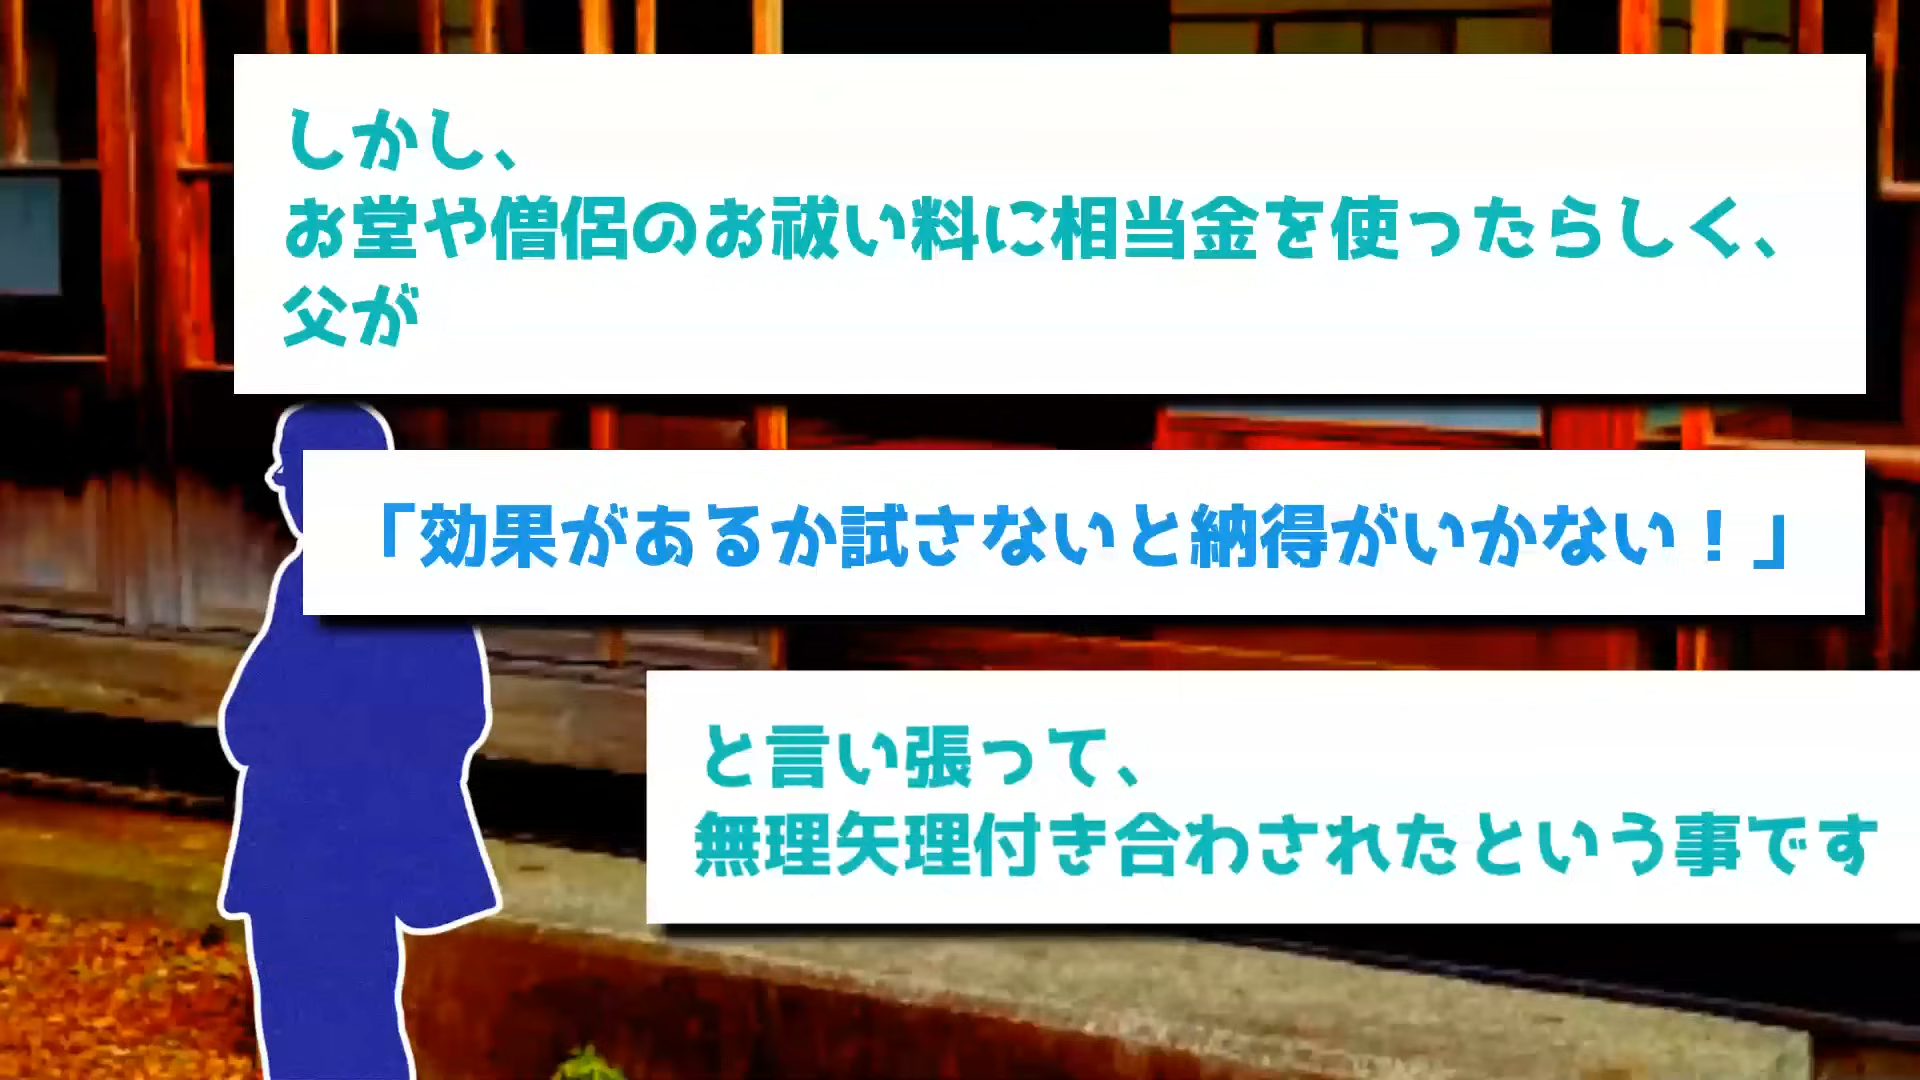 しかし、
お堂や僧侶のお祓い料に相当金を使ったらしく、
父が
「効果があるか試さないと納得がいかない！」
と言い張って、
無理矢理付き合わされたという事です